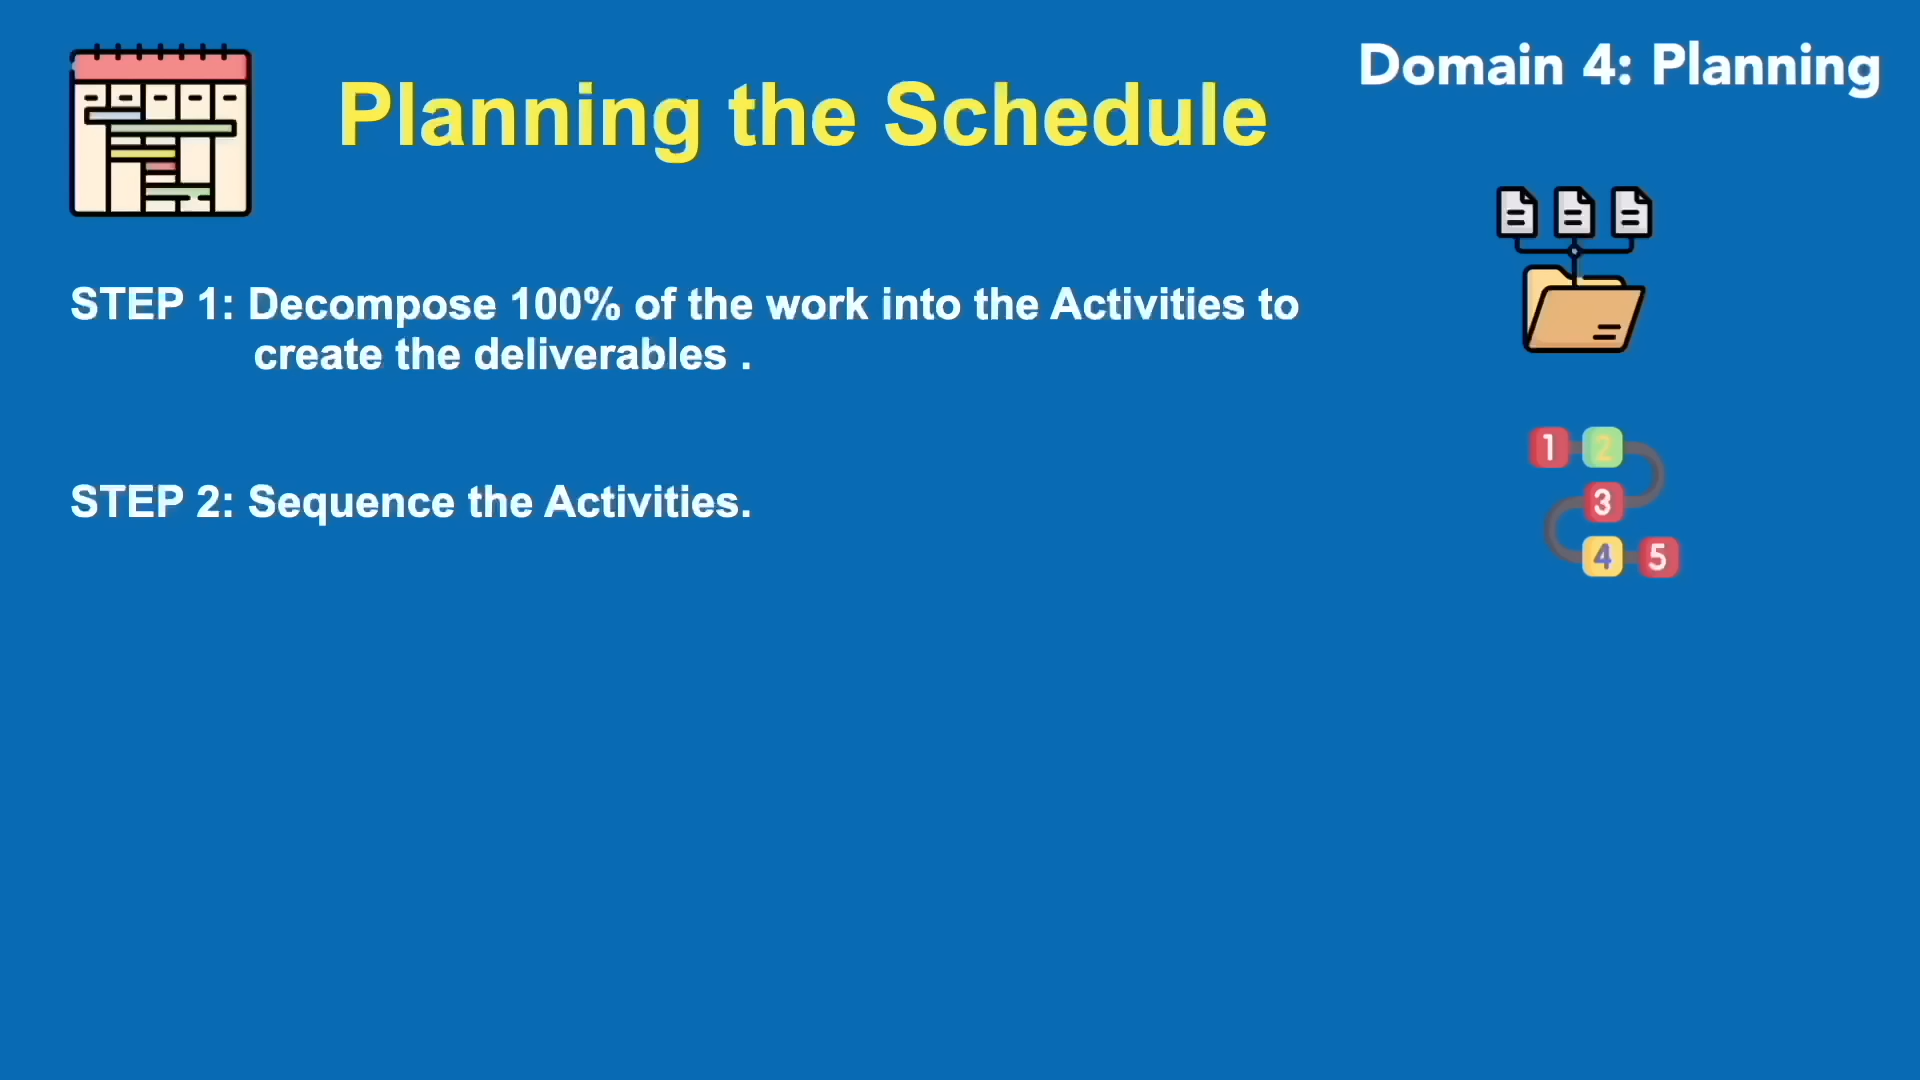 Domain 4: Planning
Planning the Schedule
STEP 1: Decompose 100% of the work into the Activities to
create the deliverables .
STEP 2: Sequence the Activities.
1 2
3
4 5